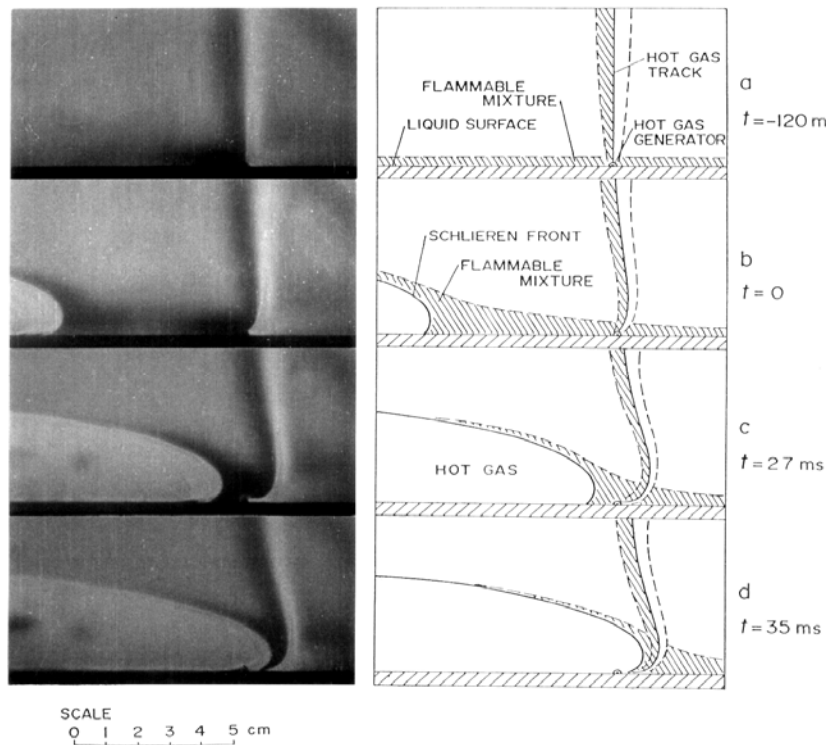 HOT GAS
TRACK
a
FLAMMABLE
MIXTURE
t=-120 m
LIQUID SURFACE
HOT GAS
GENERATOR
SCHLIEREN FRONT
b
FLAMMABLE
MIXTURE
t=0
c
HOT GAS
t=27 ms
d
t=35 ms
SCALE
0 1 2 3 4 5 cm